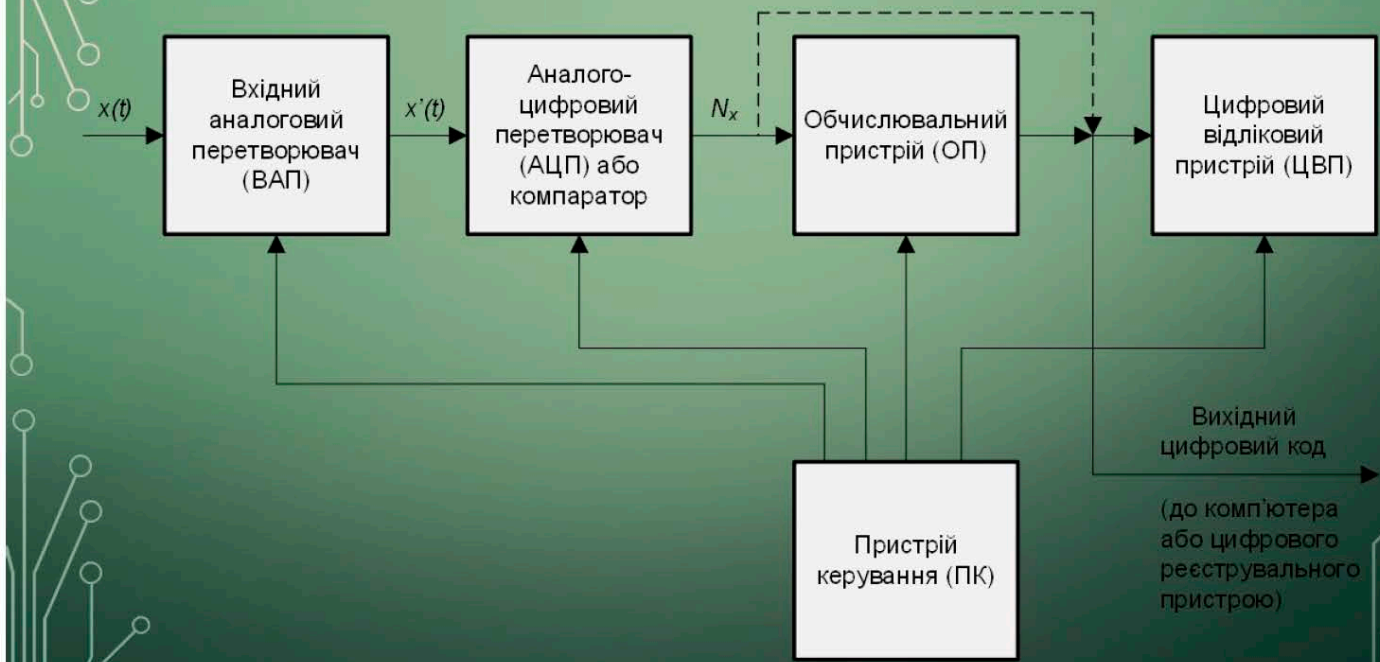 x(t)
Вхідний
аналоговий
перетворювач
(ВАП)
x`(t)
Аналого-
цифровий
перетворювач
(АЦП) або
компаратор
Nx
Обчислювальний
пристрій (ОП)
Цифровий
відліковий
пристрій (ЦВП)
Вихідний
цифровий код
(до комп’ютера
або цифрового
реєструвального
пристрою)
Пристрій
керування (ПК)